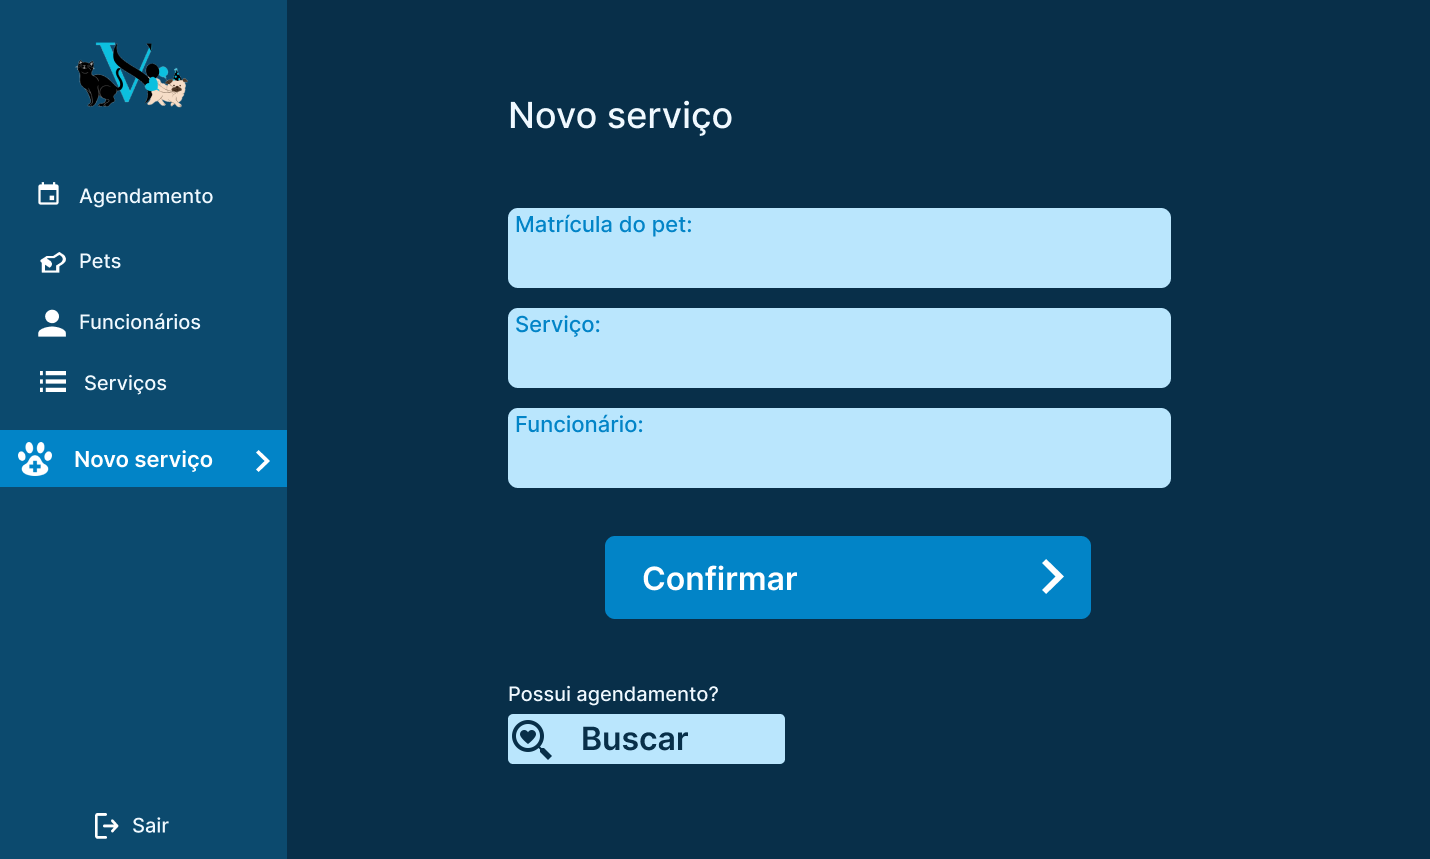 V
Agendamento
Pets
Funcionários
Serviços
Novo serviço
Sair
Novo serviço
Matrícula do pet:
Serviço:
Funcionário:
Confirmar
Possui agendamento?
Buscar